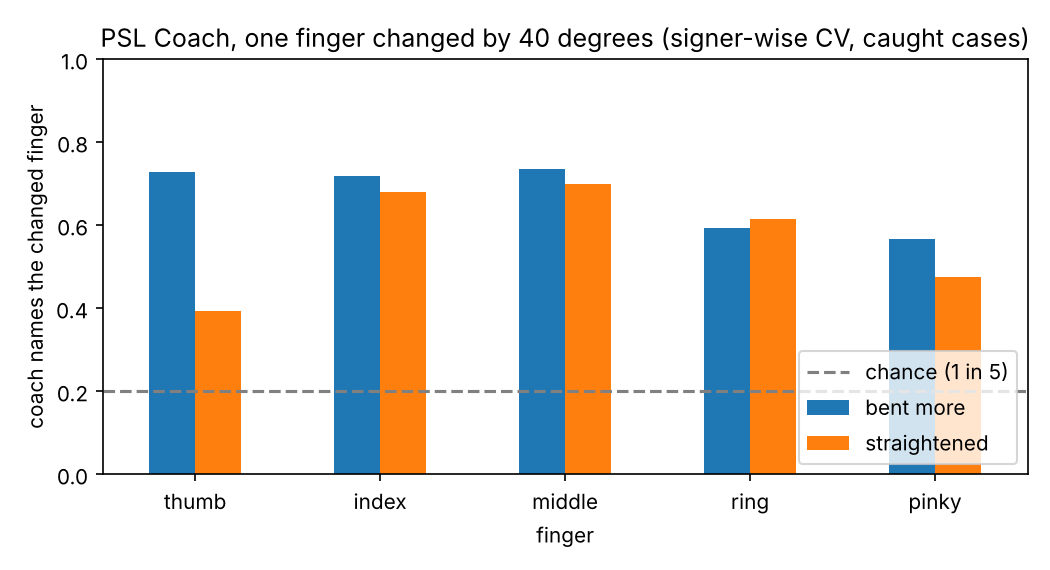 PSL Coach, one finger changed by 40 degrees (signer-wise CV, caught cases)
coach names the changed finger
1.0
0.8
0.6
0.4
0.2
0.0
chance (1 in 5)
bent more
straightened
thumb index middle ring pinky
finger